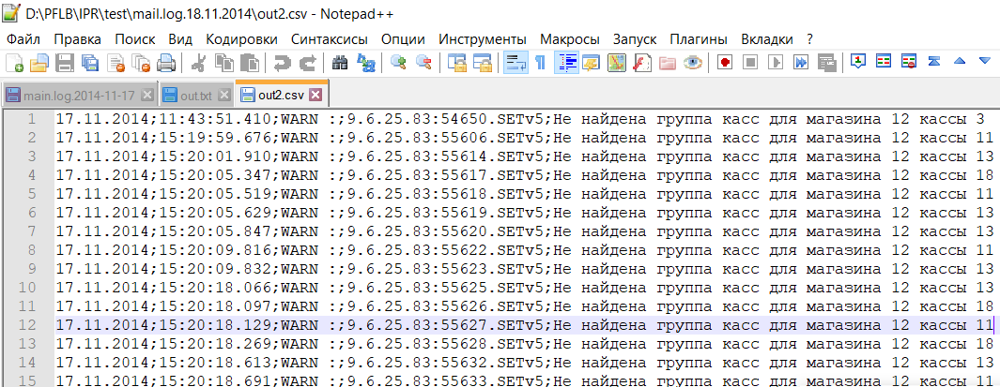 D:\PFLB\IPR\test\mail.log.18.11.2014\out2.csv - Notepad++
Файл Правка Поиск Вид Кодировки Синтаксисы Опции Инструменты Макросы Запуск Плагины Вкладки ?
main.log.2014-11-17 out.txt out2.csv
1 17.11.2014;11:43:51.410;WARN :;9.6.25.83:54650.SETv5;Не найдена группа касс для магазина 12 кассы 3
2 17.11.2014;15:19:59.676;WARN :;9.6.25.83:55606.SETv5;Не найдена группа касс для магазина 12 кассы 11
3 17.11.2014;15:20:01.910;WARN :;9.6.25.83:55614.SETv5;Не найдена группа касс для магазина 12 кассы 13
4 17.11.2014;15:20:05.347;WARN :;9.6.25.83:55617.SETv5;Не найдена группа касс для магазина 12 кассы 18
5 17.11.2014;15:20:05.519;WARN :;9.6.25.83:55618.SETv5;Не найдена группа касс для магазина 12 кассы 11
6 17.11.2014;15:20:05.629;WARN :;9.6.25.83:55619.SETv5;Не найдена группа касс для магазина 12 кассы 13
7 17.11.2014;15:20:05.847;WARN :;9.6.25.83:55620.SETv5;Не найдена группа касс для магазина 12 кассы 13
8 17.11.2014;15:20:09.816;WARN :;9.6.25.83:55622.SETv5;Не найдена группа касс для магазина 12 кассы 11
9 17.11.2014;15:20:09.832;WARN :;9.6.25.83:55623.SETv5;Не найдена группа касс для магазина 12 кассы 13
10 17.11.2014;15:20:18.066;WARN :;9.6.25.83:55625.SETv5;Не найдена группа касс для магазина 12 кассы 13
11 17.11.2014;15:20:18.097;WARN :;9.6.25.83:55626.SETv5;Не найдена группа касс для магазина 12 кассы 18
12 17.11.2014;15:20:18.129;WARN :;9.6.25.83:55627.SETv5;Не найдена группа касс для магазина 12 кассы 11
13 17.11.2014;15:20:18.269;WARN :;9.6.25.83:55628.SETv5;Не найдена группа касс для магазина 12 кассы 18
14 17.11.2014;15:20:18.613;WARN :;9.6.25.83:55632.SETv5;Не найдена группа касс для магазина 12 кассы 13
15 17.11.2014;15:20:18.691;WARN :;9.6.25.83:55633.SETv5;Не найдена группа касс для магазина 12 кассы 11